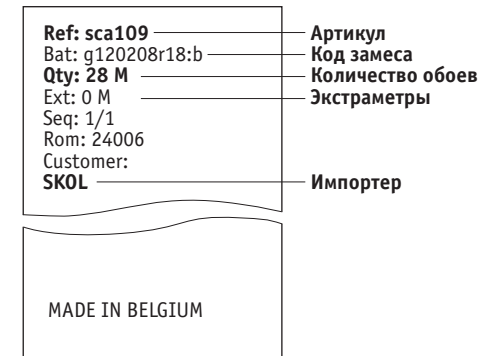 Ref: sca109 Артикул
Bat: g120208r18:b Код замеса
Qty: 28 M Количество обоев
Ext: 0 M Экстраметры
Seq: 1/1
Rom: 24006
Customer:
SKOL Импортер
MADE IN BELGIUM